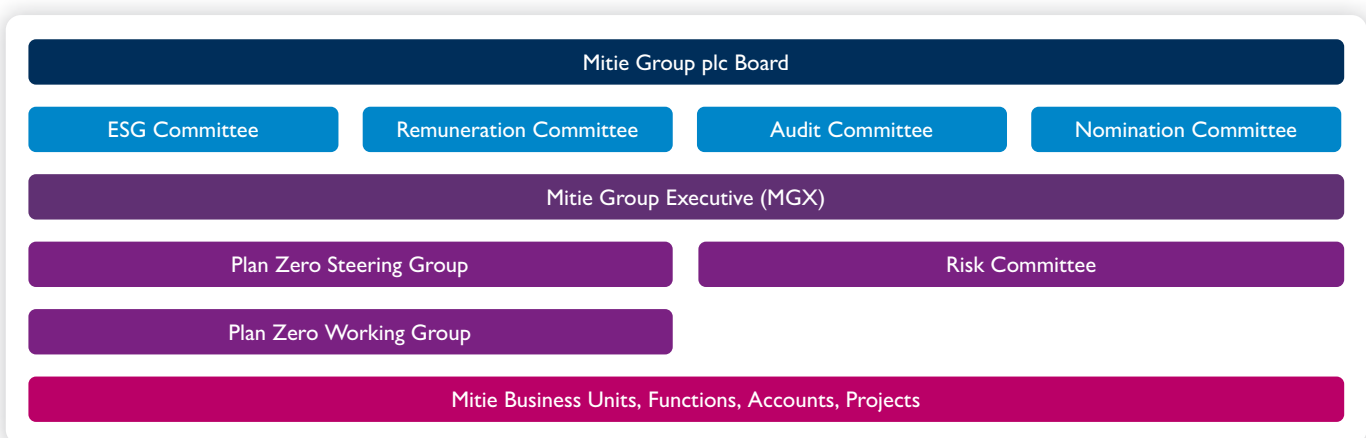 Mitie Group plc Board
ESG Committee
Remuneration Committee
Audit Committee
Nomination Committee
Mitie Group Executive (MGX)
Plan Zero Steering Group
Risk Committee
Plan Zero Working Group
Mitie Business Units, Functions, Accounts, Projects